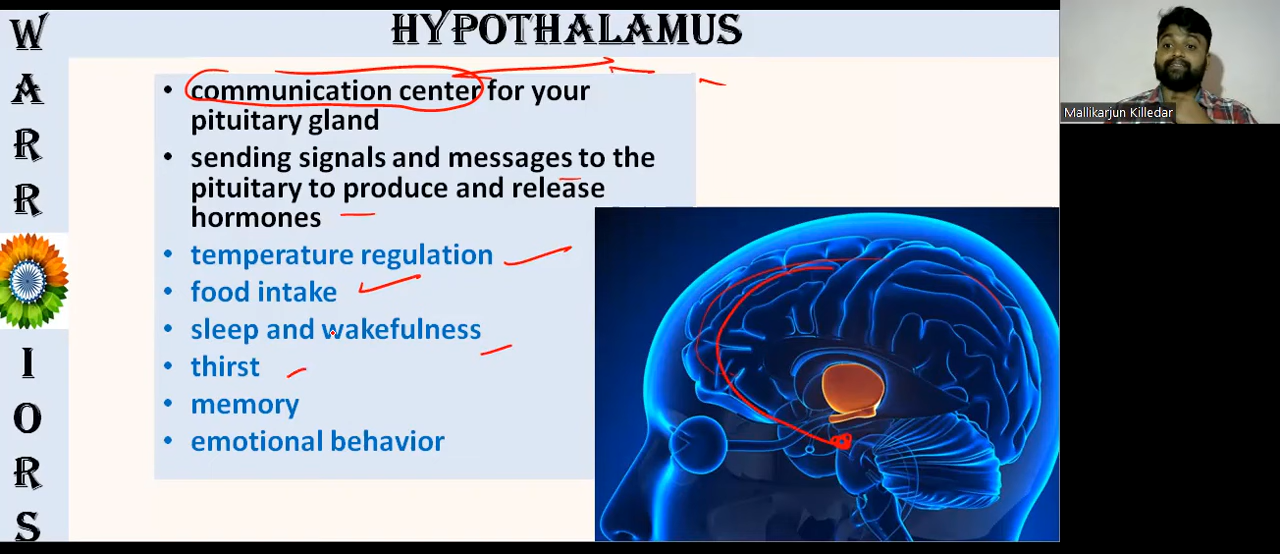 HYPOTHALAMUS
WARRIORS
• communication center for your
pituitary gland
• sending signals and messages to the
pituitary to produce and release
hormones
• temperature regulation
• food intake
• sleep and wakefulness
• thirst
• memory
• emotional behavior
Mallikarjun Killedar